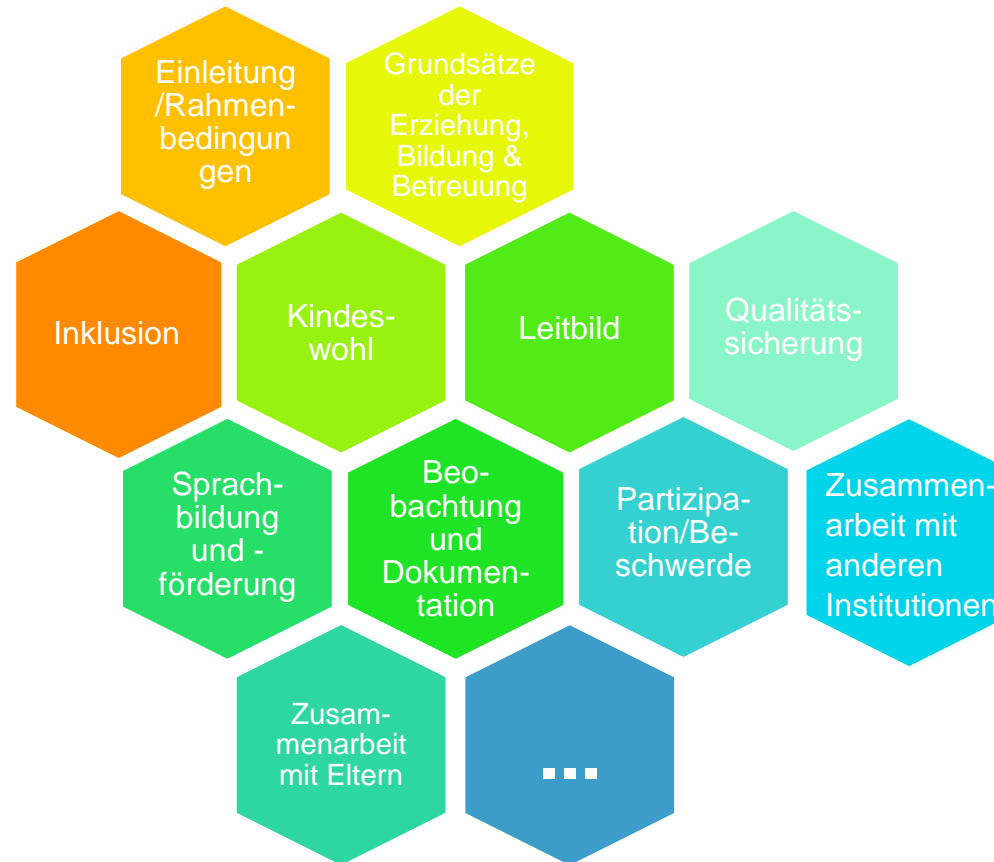 Einleitung
/Rahmen-
bedingun
gen
Grundsätze
der
Erziehung,
Bildung &
Betreuung
Inklusion
Kindes-
wohl
Leitbild
Qualitäts-
sicherung
Sprach-
bildung
und -
förderung
Beo-
bachtung
und
Dokumen-
tation
Partizipa-
tion/Be-
schwerde
Zusammen-
arbeit mit
anderen
Institutionen
Zusam-
menarbeit
mit Eltern
...